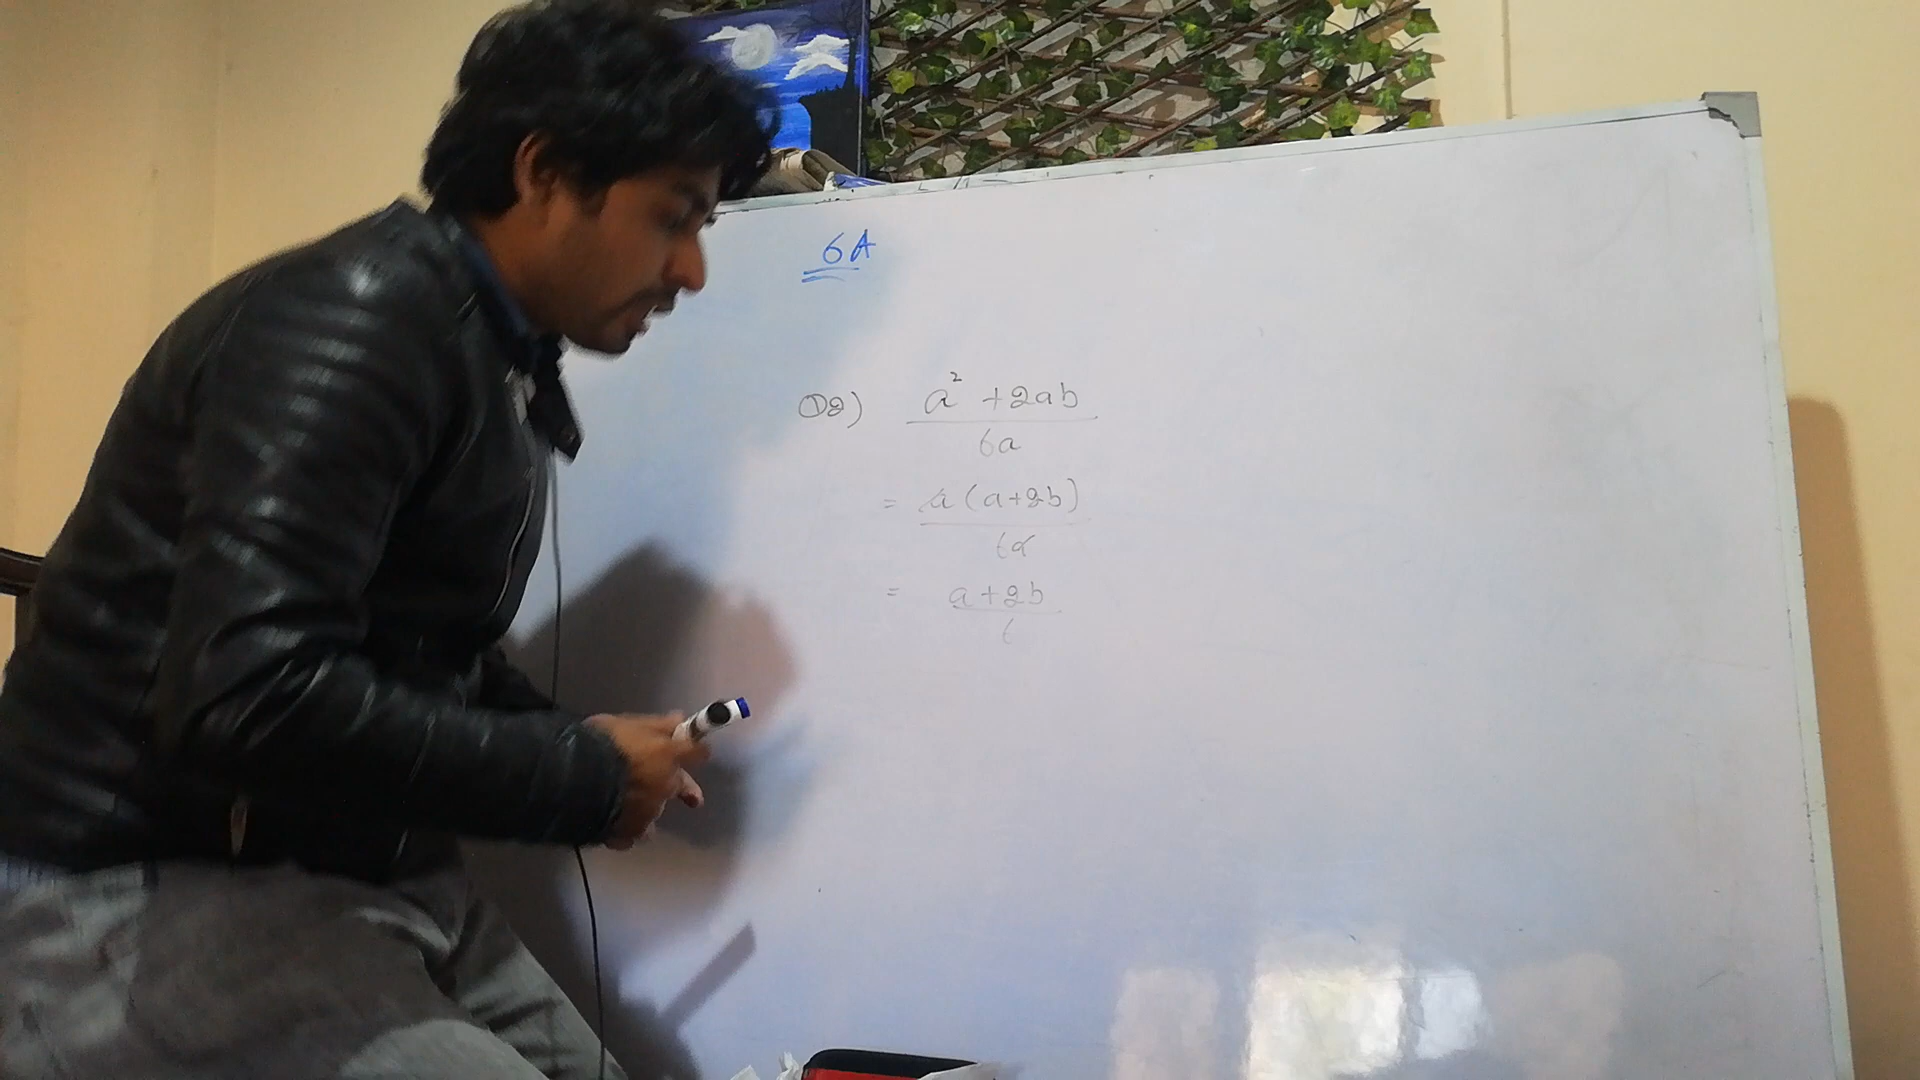 6A
Q2) a² + 2ab
6a
= a (a+2b)
6a
= a + 2b
6